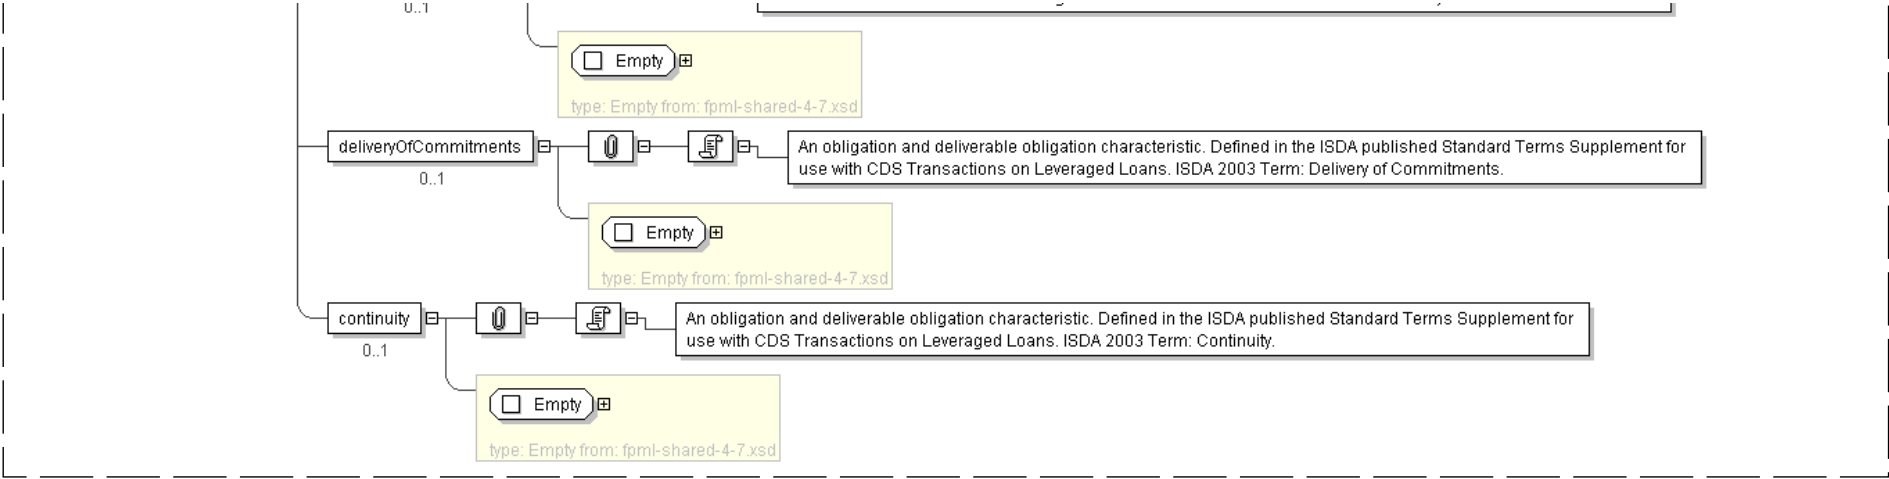 0..1
Empty
type: Empty from: fpml-shared-4-7.xsd
deliveryOfCommitments
An obligation and deliverable obligation characteristic. Defined in the ISDA published Standard Terms Supplement for
use with CDS Transactions on Leveraged Loans. ISDA 2003 Term: Delivery of Commitments.
0..1
Empty
type: Empty from: fpml-shared-4-7.xsd
continuity
An obligation and deliverable obligation characteristic. Defined in the ISDA published Standard Terms Supplement for
use with CDS Transactions on Leveraged Loans. ISDA 2003 Term: Continuity.
0..1
Empty
type: Empty from: fpml-shared-4-7.xsd